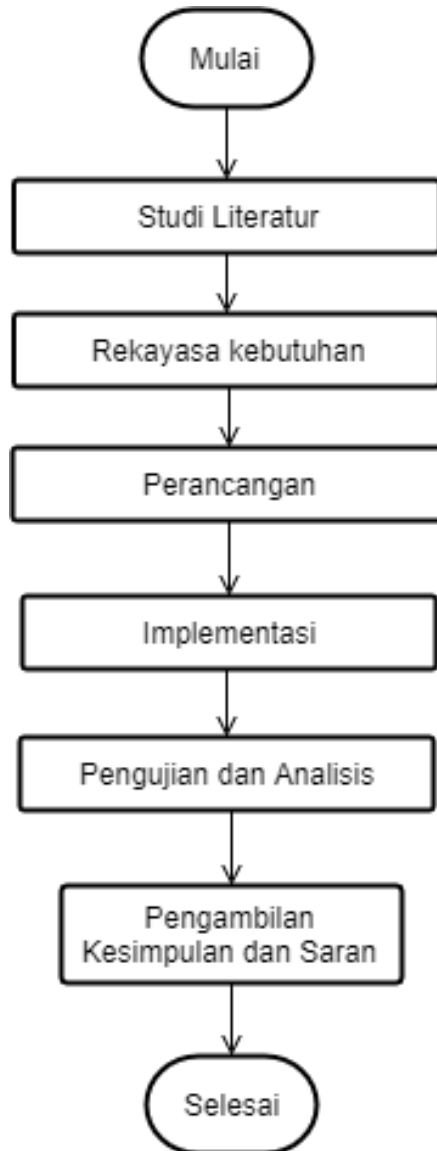 Mulai
Studi Literatur
Rekayasa kebutuhan
Perancangan
Implementasi
Pengujian dan Analisis
Pengambilan
Kesimpulan dan Saran
Selesai